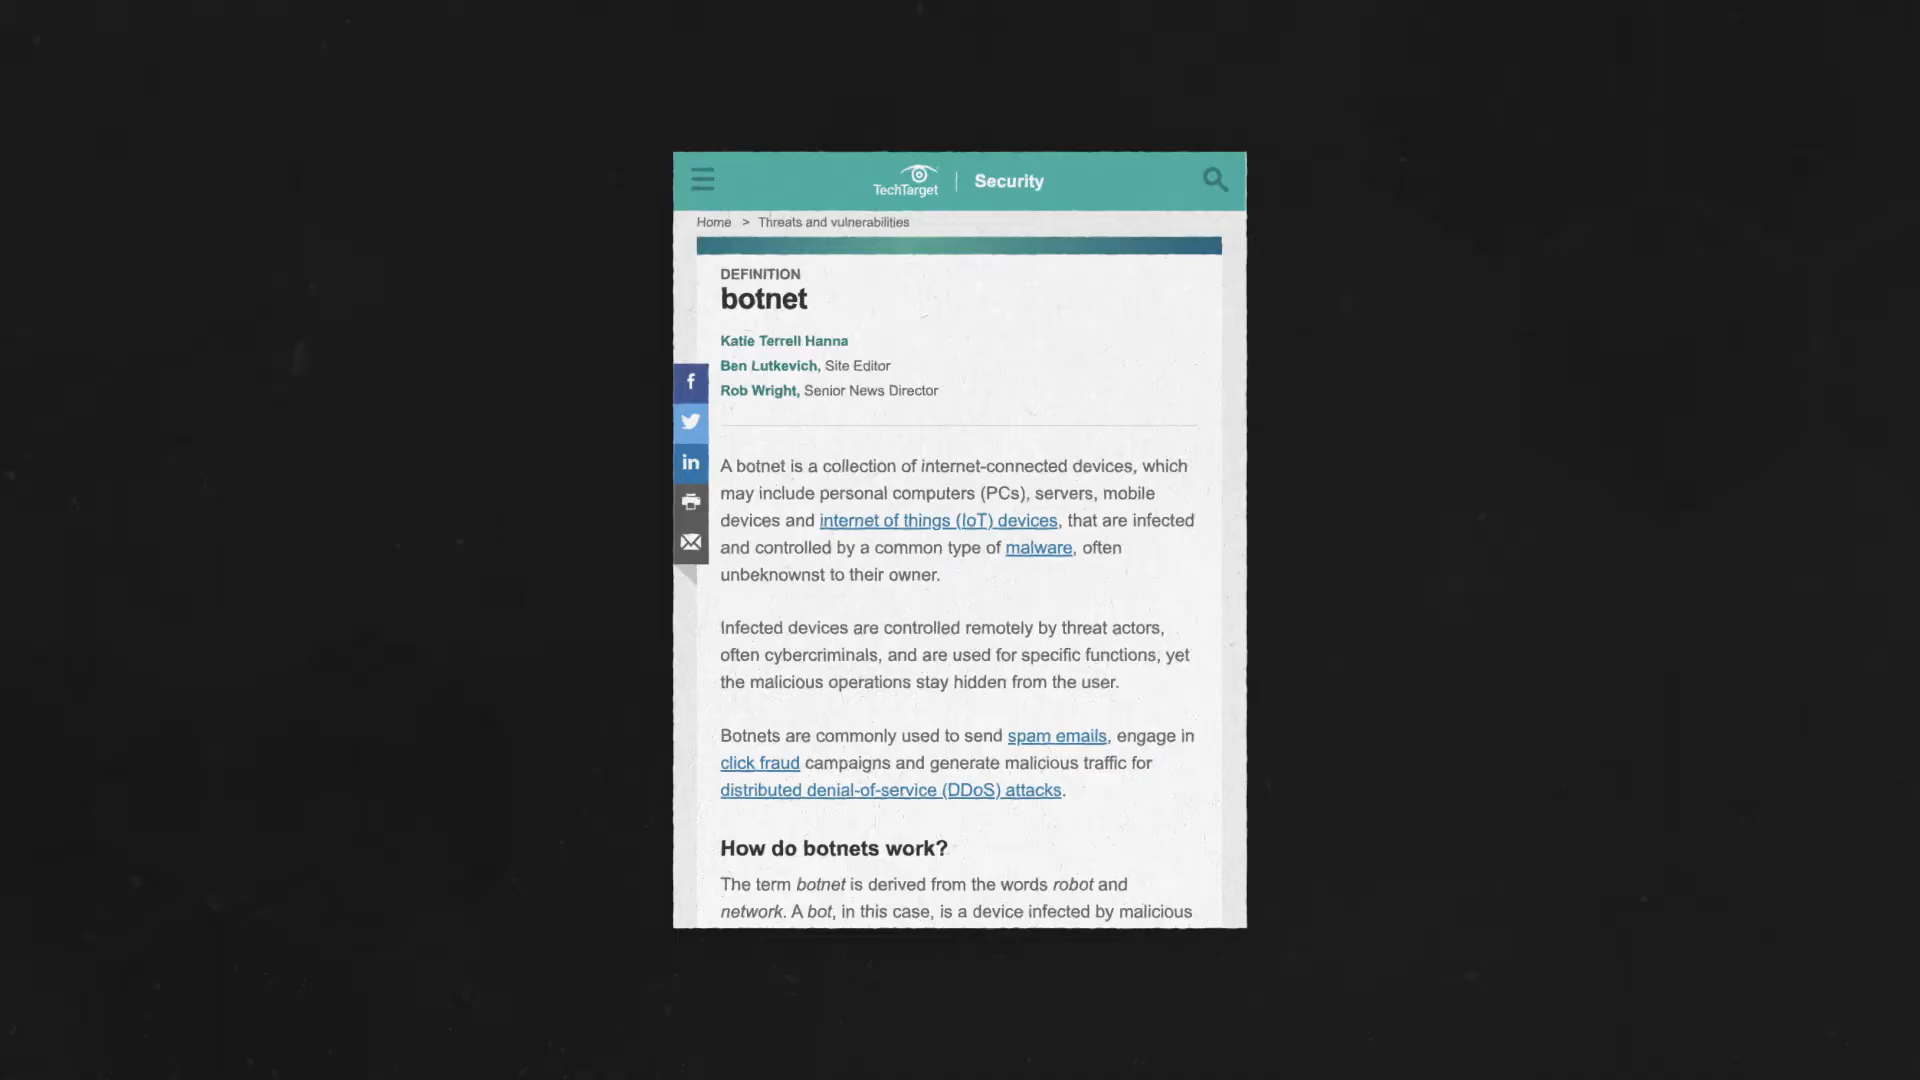 TechTarget | Security
Home > Threats and vulnerabilities
DEFINITION
botnet
Katie Terrell Hanna
Ben Lutkevich, Site Editor
Rob Wright, Senior News Director
f
in
A botnet is a collection of internet-connected devices, which
may include personal computers (PCs), servers, mobile
devices and internet of things (IoT) devices, that are infected
and controlled by a common type of malware, often
unbeknownst to their owner.
Infected devices are controlled remotely by threat actors,
often cybercriminals, and are used for specific functions, yet
the malicious operations stay hidden from the user.
Botnets are commonly used to send spam emails, engage in
click fraud campaigns and generate malicious traffic for
distributed denial-of-service (DDoS) attacks.
How do botnets work?
The term botnet is derived from the words robot and
network. A bot, in this case, is a device infected by malicious